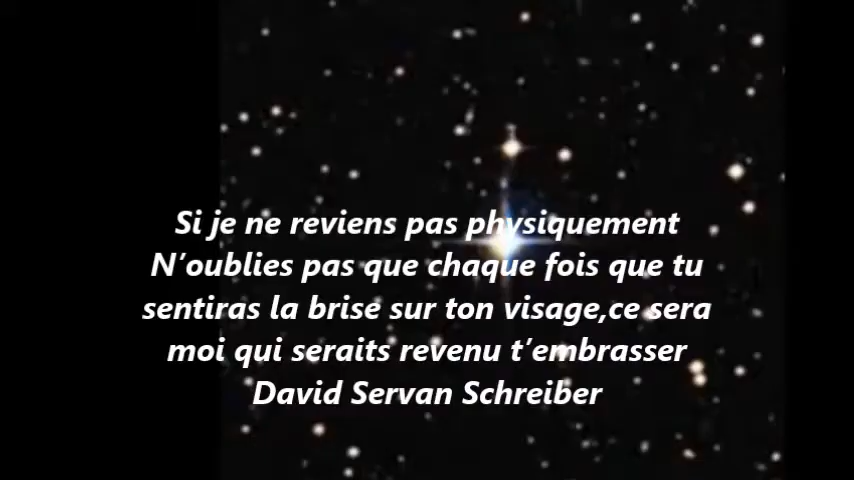 Si je ne reviens pas physiquement
N’oublies pas que chaque fois que tu
sentiras la brise sur ton visage,ce sera
moi qui seraits revenu t’embrasser
David Servan Schreiber